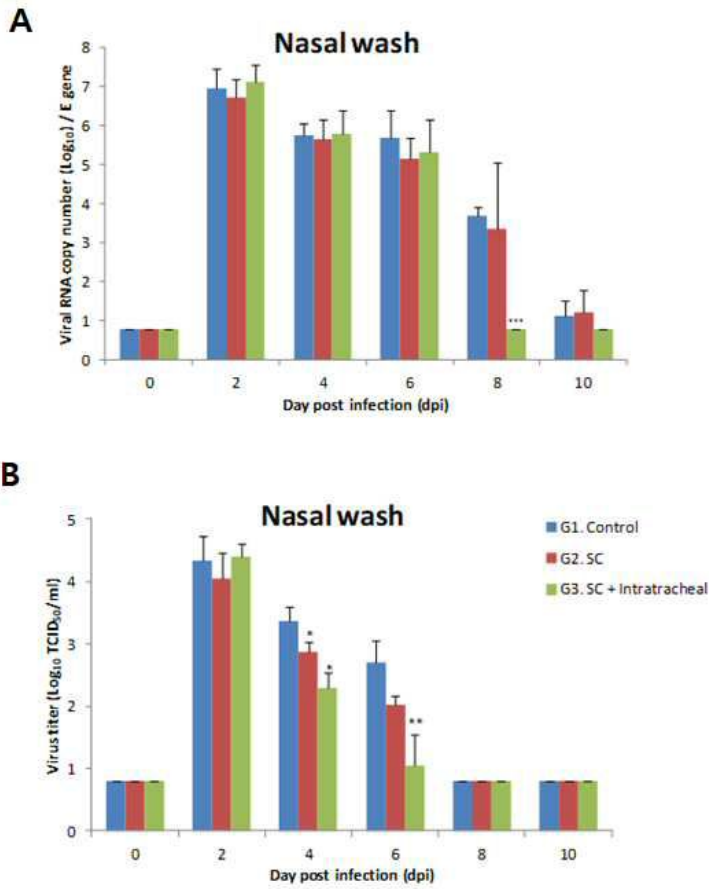 A
Nasal wash
Viral RNA copy number (Log10) / E gene
8
7
6
5
4
3
2
1
0
***
0 2 4 6 8 10
Day post infection (dpi)
B
Nasal wash
Virus titer (Log10 TCID50/ml)
5
4
3
2
1
0
*
*
**
0 2 4 6 8 10
Day post infection (dpi)
G1. Control
G2. SC
G3. SC + Intratracheal